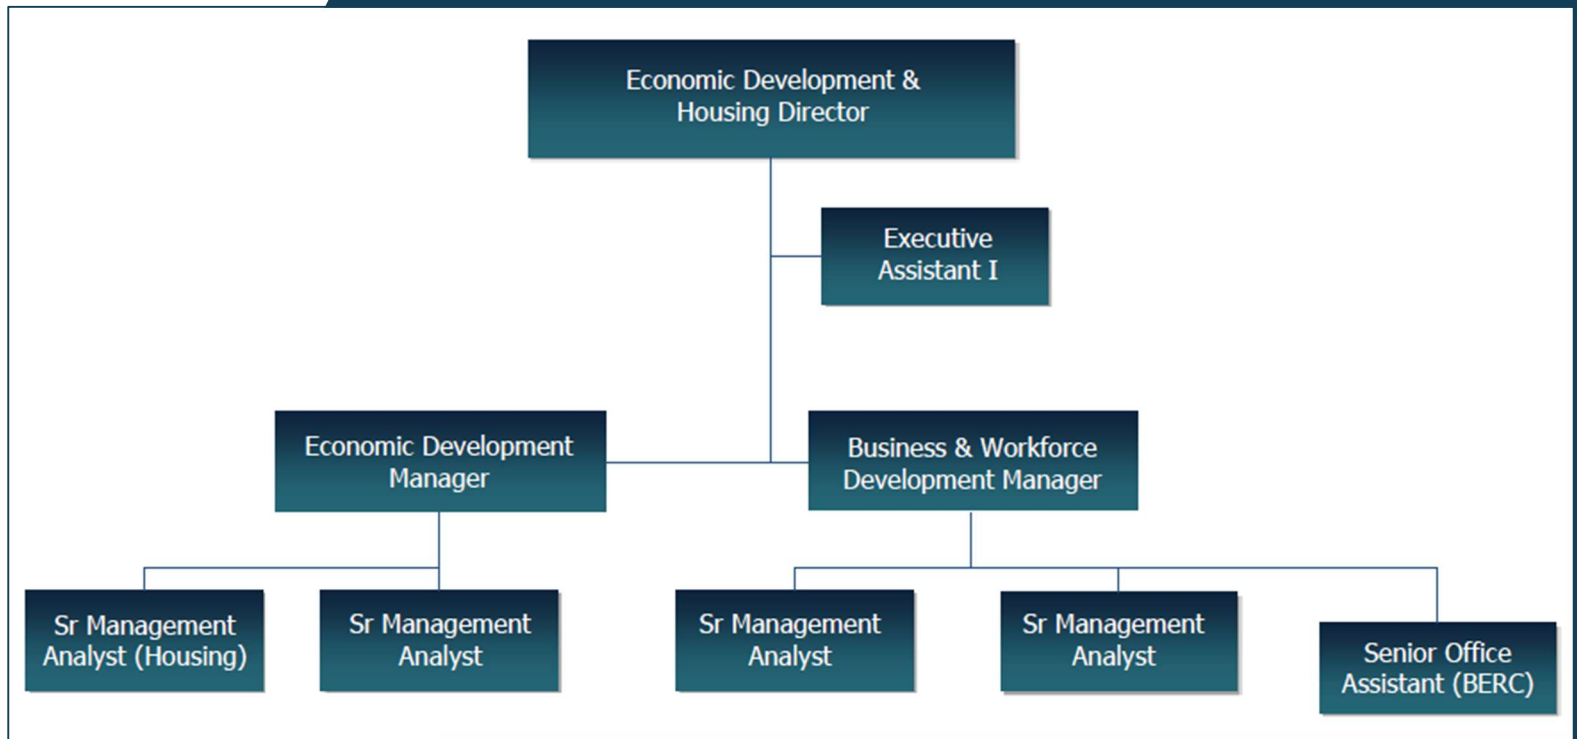 Economic Development &
Housing Director
Executive
Assistant I
Economic Development
Manager
Business & Workforce
Development Manager
Sr Management
Analyst (Housing)
Sr Management
Analyst
Sr Management
Analyst
Sr Management
Analyst
Senior Office
Assistant (BERC)